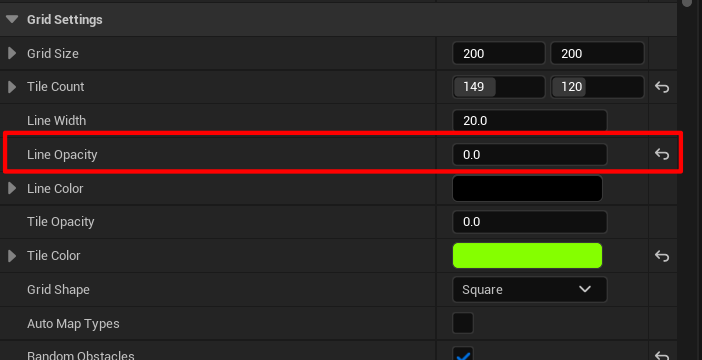 Grid Settings
Grid Size 200 200
Tile Count 149 120
Line Width 20.0
Line Opacity 0.0
Line Color
Tile Opacity 0.0
Tile Color
Grid Shape Square
Auto Map Types
Random Obstacles